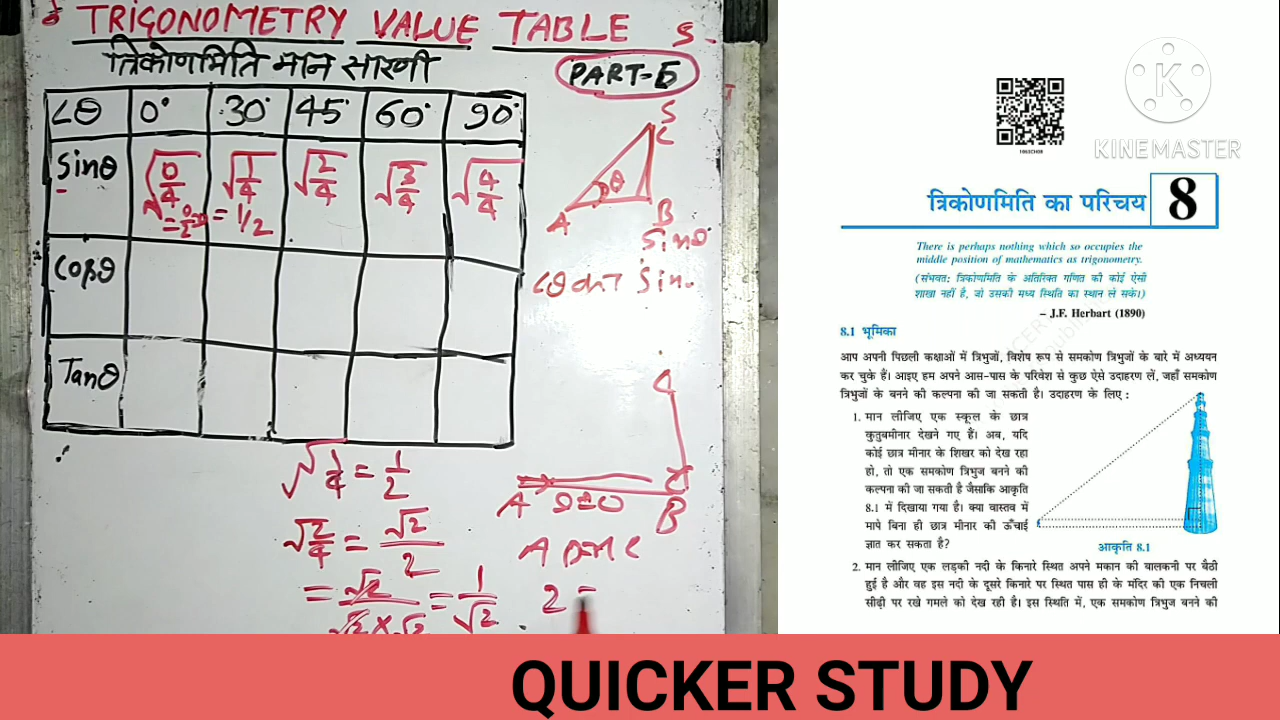 TRIGONOMETRY VALUE TABLE S.
त्रिकोणमिति मान सारणी
PART-5
∠θ 0° 30° 45° 60° 90°
Sinθ √0/4 √1/4 √2/4 √3/4 √4/4
= 1/2
Cosθ
Tanθ
C
θ
A B
Sinθ
√1/4 = 1/2
√2/4 = √2/2
= √2/√2×√2 = 1/√2
A B
2 =
KINEMASTER
त्रिकोणमिति का परिचय 8
There is perhaps nothing which so occupies the
middle position of mathematics as trigonometry.
(संभवत: त्रिकोणमिति के अतिरिक्त गणित की कोई ऐसी
शाखा नहीं है, जो उसकी मध्य स्थिति का स्थान ले सके।)
– J.F. Herbart (1890)
8.1 भूमिका
आप अपनी पिछली कक्षाओं में त्रिभुजों, विशेष रूप से समकोण त्रिभुजों के बारे में अध्ययन
कर चुके हैं। आइए हम अपने आस-पास के परिवेश से कुछ ऐसे उदाहरण लें, जहाँ समकोण
त्रिभुजों के बनने की कल्पना की जा सकती है। उदाहरण के लिए :
1. मान लीजिए एक स्कूल के छात्र
कुतुबमीनार देखने गए हैं। अब, यदि
कोई छात्र मीनार के शिखर को देख रहा
हो, तो एक समकोण त्रिभुज बनने की
कल्पना की जा सकती है जैसाकि आकृति
8.1 में दिखाया गया है। क्या वास्तव में
मापे बिना ही छात्र मीनार की ऊँचाई
ज्ञात कर सकता है?
आकृति 8.1
2. मान लीजिए एक लड़की नदी के किनारे स्थित अपने मकान की बालकनी पर बैठी
हुई है और वह इस नदी के दूसरे किनारे पर स्थित पास ही के मंदिर की एक निचली
सीढ़ी पर रखे गमले को देख रही है। इस स्थिति में, एक समकोण त्रिभुज बनने की
QUICKER STUDY